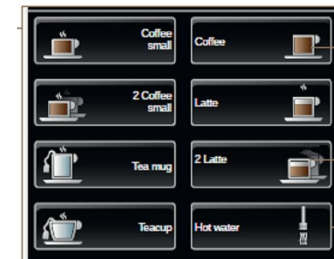 Coffee
small
Coffee
2 Coffee
small
Latte
Tea mug
2 Latte
Teacup
Hot water